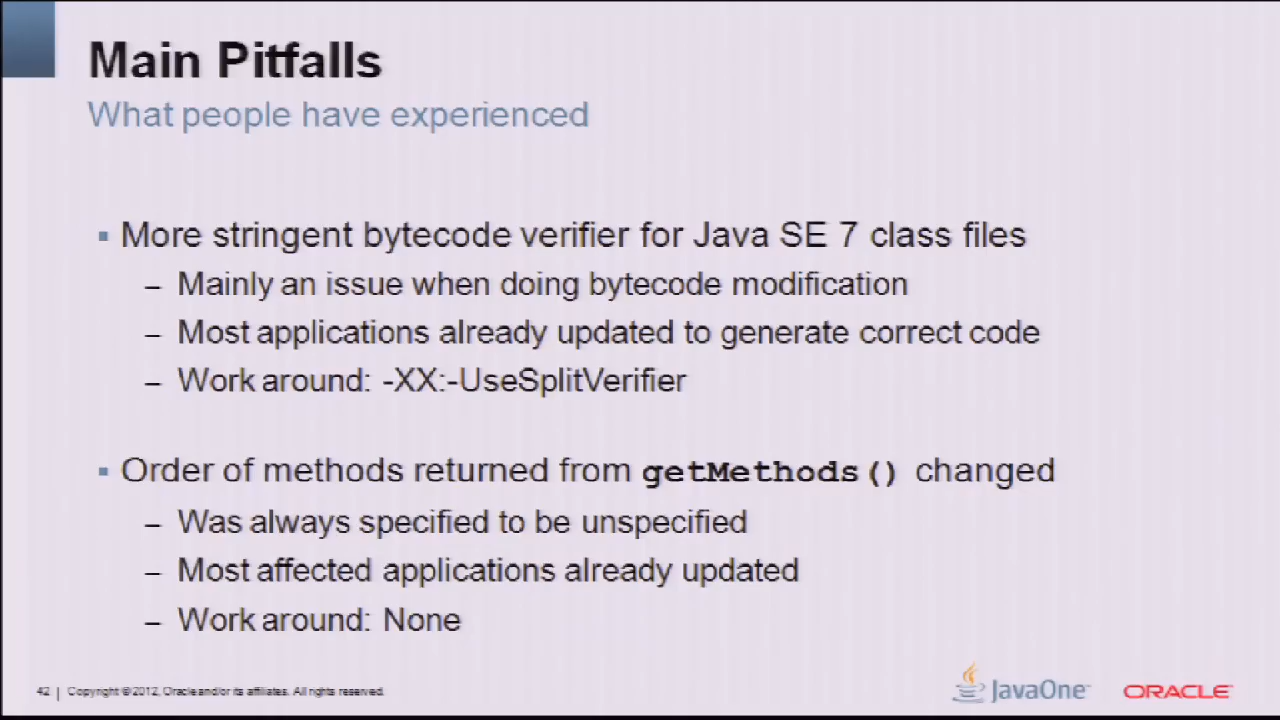 Main Pitfalls
What people have experienced
▪ More stringent bytecode verifier for Java SE 7 class files
– Mainly an issue when doing bytecode modification
– Most applications already updated to generate correct code
– Work around: -XX:-UseSplitVerifier
▪ Order of methods returned from getMethods() changed
– Was always specified to be unspecified
– Most affected applications already updated
– Work around: None
42 | Copyright © 2012, Oracle and/or its affiliates. All rights reserved.
JavaOne™
ORACLE®